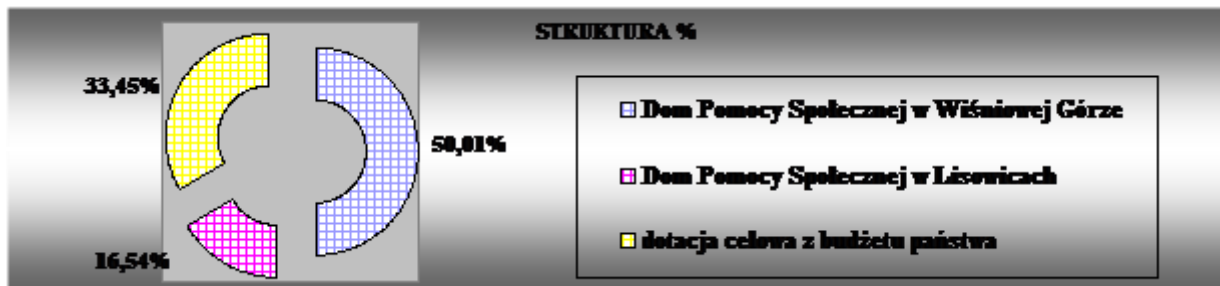 STRUKTURA %
33,45%
50,01%
16,54%
Dom Pomocy Społecznej w Wiśniowej Górze
Dom Pomocy Społecznej w Lisowicach
dotacja celowa z budżetu państwa